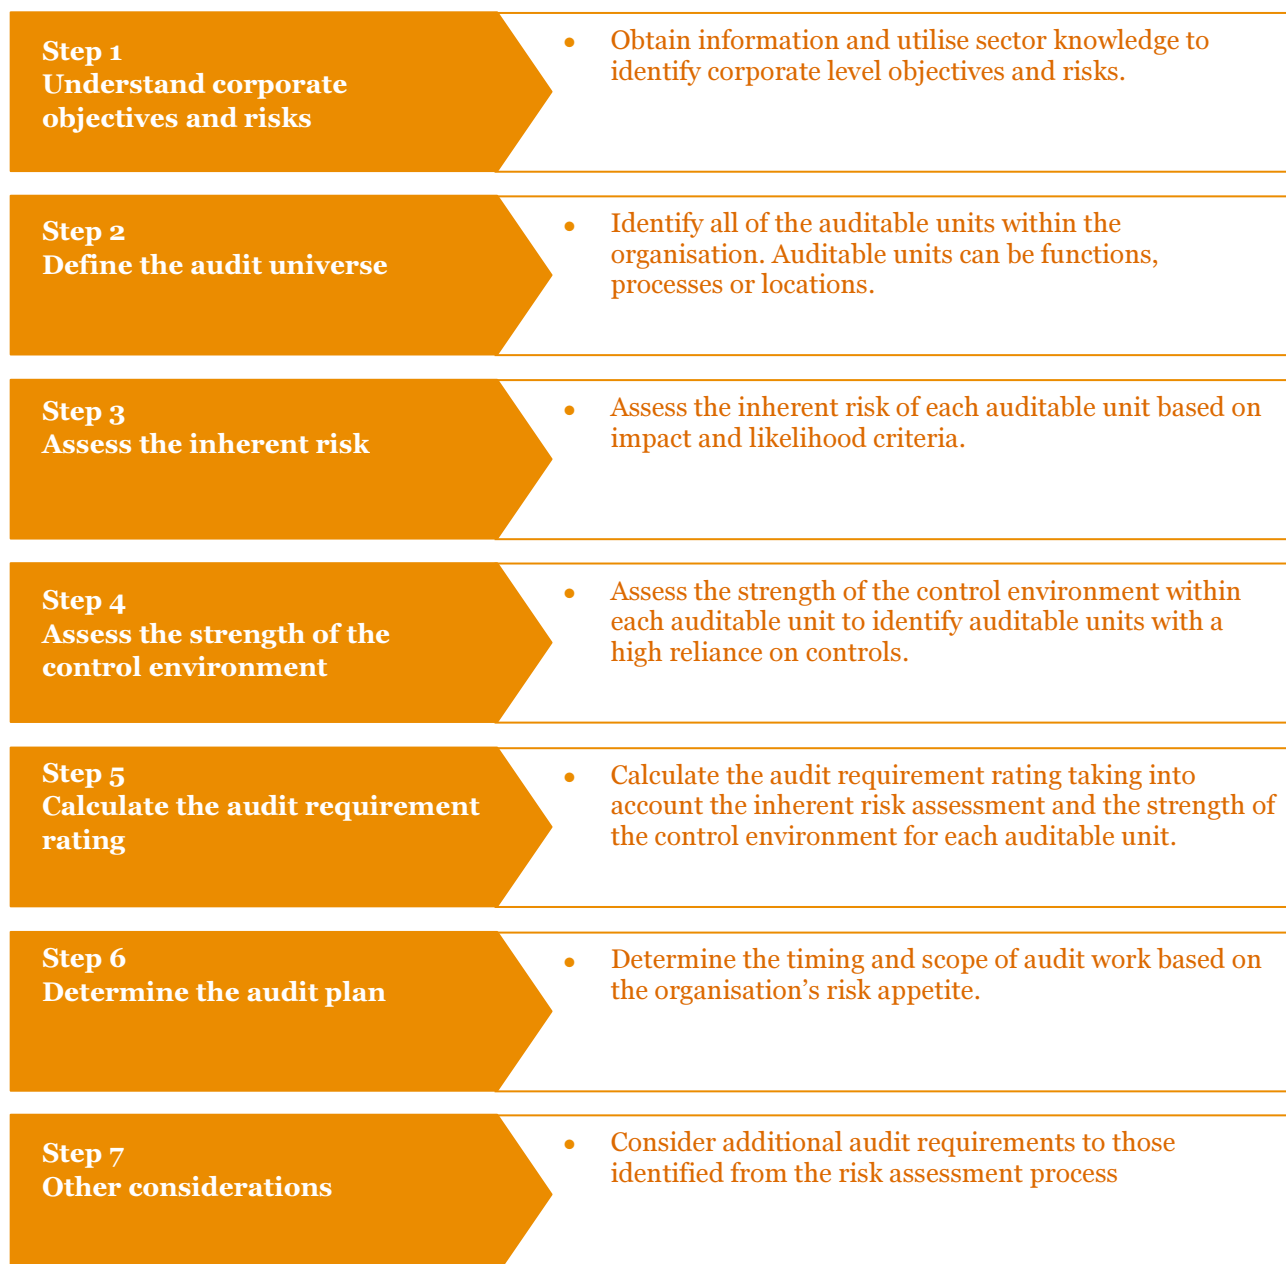 Step 1
Understand corporate
objectives and risks
• Obtain information and utilise sector knowledge to
identify corporate level objectives and risks.
Step 2
Define the audit universe
• Identify all of the auditable units within the
organisation. Auditable units can be functions,
processes or locations.
Step 3
Assess the inherent risk
• Assess the inherent risk of each auditable unit based on
impact and likelihood criteria.
Step 4
Assess the strength of the
control environment
• Assess the strength of the control environment within
each auditable unit to identify auditable units with a
high reliance on controls.
Step 5
Calculate the audit requirement
rating
• Calculate the audit requirement rating taking into
account the inherent risk assessment and the strength of
the control environment for each auditable unit.
Step 6
Determine the audit plan
• Determine the timing and scope of audit work based on
the organisation’s risk appetite.
Step 7
Other considerations
• Consider additional audit requirements to those
identified from the risk assessment process